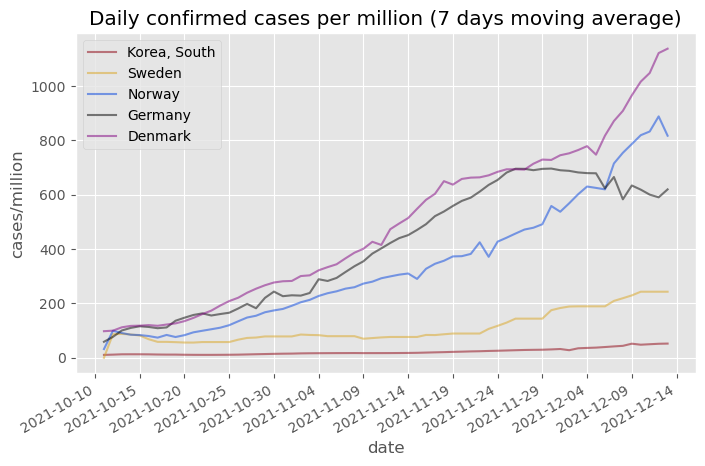 Daily confirmed cases per million (7 days moving average)
Korea, South
Sweden
Norway
Germany
Denmark
cases/million
1000
800
600
400
200
0
2021-10-10
2021-10-15
2021-10-20
2021-10-25
2021-10-30
2021-11-04
2021-11-09
2021-11-14
2021-11-19
2021-11-24
2021-11-29
2021-12-04
2021-12-09
2021-12-14
date